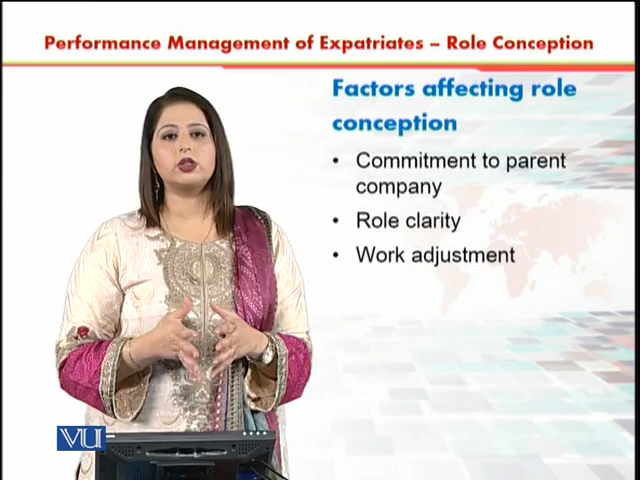 Performance Management of Expatriates – Role Conception
Factors affecting role
conception
• Commitment to parent
company
• Role clarity
• Work adjustment
VU